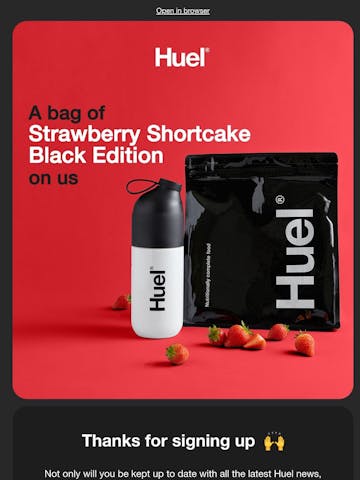 Open in browser
Huel®
A bag of
Strawberry Shortcake
Black Edition
on us
Huel®
Nutritionally complete food
Huel®
Thanks for signing up 🙌
Not only will you be kept up to date with all the latest Huel news,